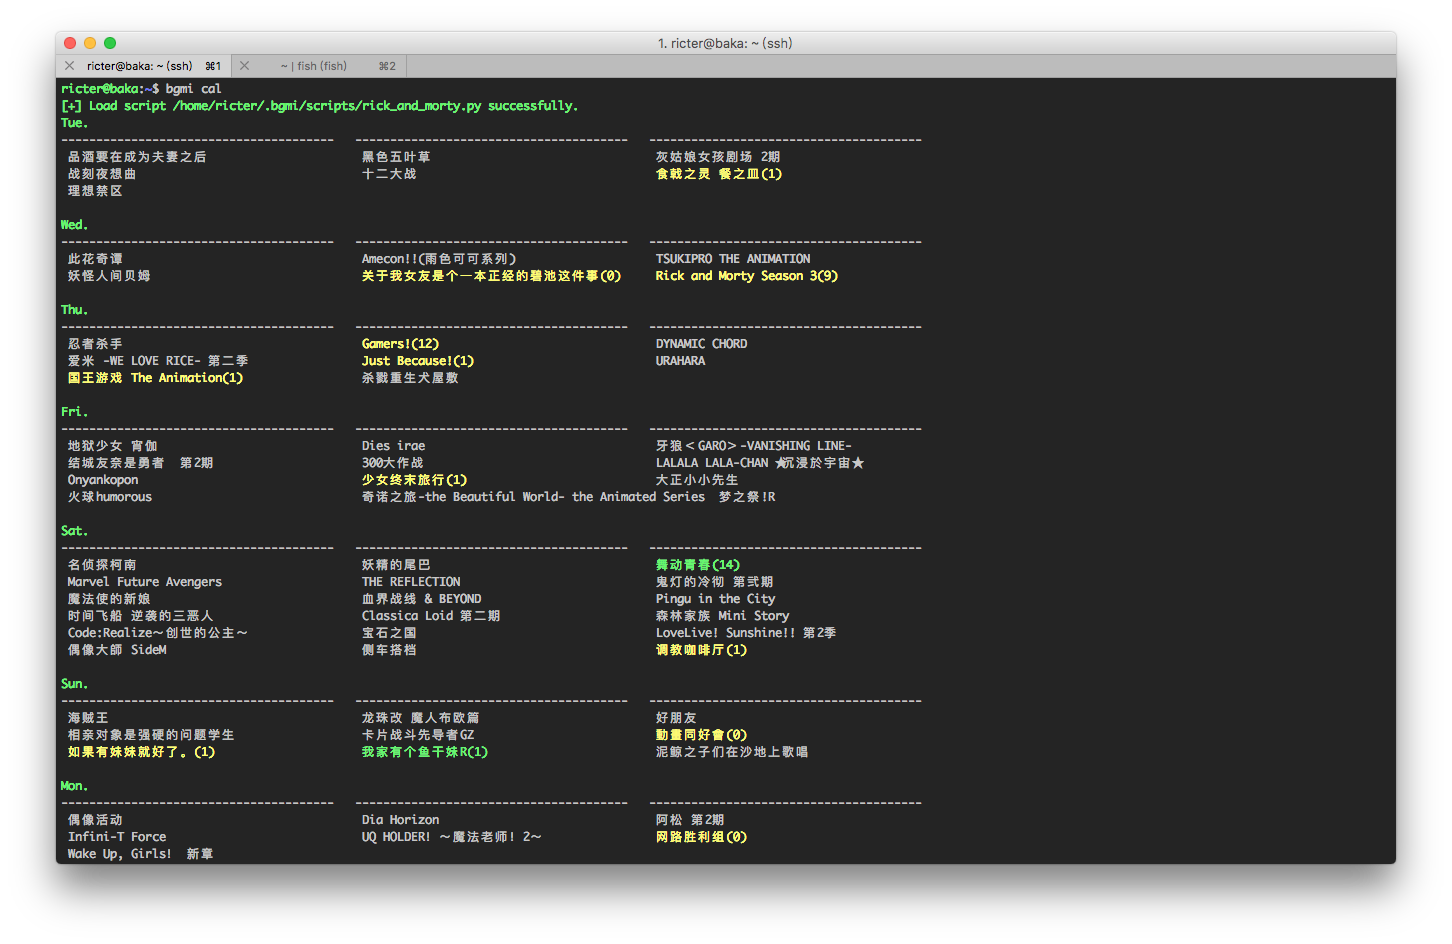 1. ricter@baka: ~ (ssh)
ricter@baka: ~ (ssh) ⌘1 ~ | fish (fish) ⌘2
ricter@baka:~$ bgmi cal
[+] Load script /home/ricter/.bgmi/scripts/rick_and_morty.py successfully.
Tue.
品酒要在成为夫妻之后 黑色五叶草 灰姑娘女孩剧场 2期
战刻夜想曲 十二大战 食戟之灵 餐之皿(1)
理想禁区
Wed.
此花奇谭 Amecon!!(雨色可可系列) TSUKIPRO THE ANIMATION
妖怪人间贝姆 关于我女友是个一本正经的碧池这件事(0) Rick and Morty Season 3(9)
Thu.
忍者杀手 Gamers!(12) DYNAMIC CHORD
爱米 -WE LOVE RICE- 第二季 Just Because!(1) URAHARA
国王游戏 The Animation(1) 杀戮重生犬屋敷
Fri.
地狱少女 宵伽 Dies irae 牙狼＜GARO＞-VANISHING LINE-
结城友奈是勇者 第2期 300大作战 LALALA LALA-CHAN ★沉浸於宇宙★
Onyankopon 少女终末旅行(1) 大正小小先生
火球humorous 奇诺之旅-the Beautiful World- the Animated Series 梦之祭!R
Sat.
名侦探柯南 妖精的尾巴 舞动青春(14)
Marvel Future Avengers THE REFLECTION 鬼灯的冷彻 第弐期
魔法使的新娘 血界战线 & BEYOND Pingu in the City
时间飞船 逆袭的三恶人 Classica Loid 第二期 森林家族 Mini Story
Code:Realize～创世的公主～ 宝石之国 LoveLive! Sunshine!! 第2季
偶像大師 SideM 侧车搭档 调教咖啡厅(1)
Sun.
海贼王 龙珠改 魔人布欧篇 好朋友
相亲对象是强硬的问题学生 卡片战斗先导者GZ 動畫同好會(0)
如果有妹妹就好了。(1) 我家有个鱼干妹R(1) 泥鲸之子们在沙地上歌唱
Mon.
偶像活动 Dia Horizon 阿松 第2期
Infini-T Force UQ HOLDER! ～魔法老师! 2～ 网路胜利组(0)
Wake Up, Girls! 新章